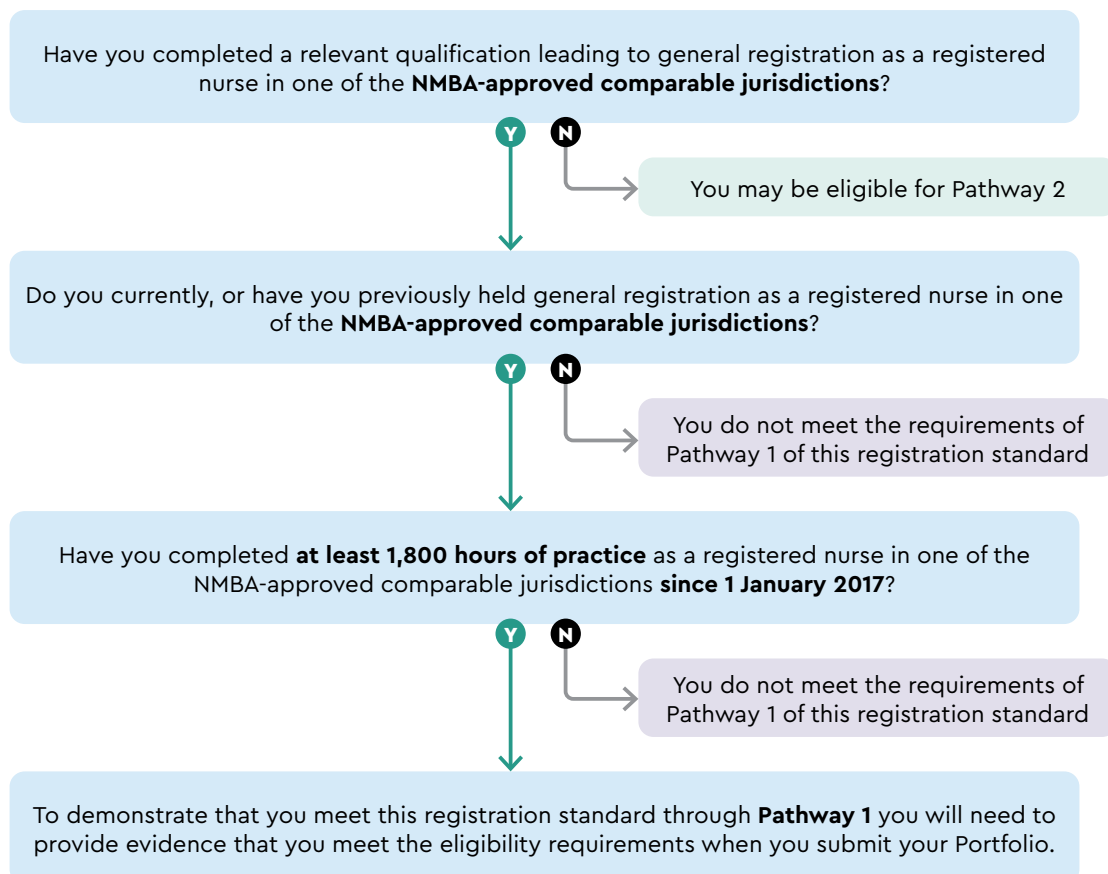 Have you completed a relevant qualification leading to general registration as a registered
nurse in one of the NMBA-approved comparable jurisdictions?
Y N
You may be eligible for Pathway 2
Do you currently, or have you previously held general registration as a registered nurse in one
of the NMBA-approved comparable jurisdictions?
Y N
You do not meet the requirements of
Pathway 1 of this registration standard
Have you completed at least 1,800 hours of practice as a registered nurse in one of the
NMBA-approved comparable jurisdictions since 1 January 2017?
Y N
You do not meet the requirements of
Pathway 1 of this registration standard
To demonstrate that you meet this registration standard through Pathway 1 you will need to
provide evidence that you meet the eligibility requirements when you submit your Portfolio.